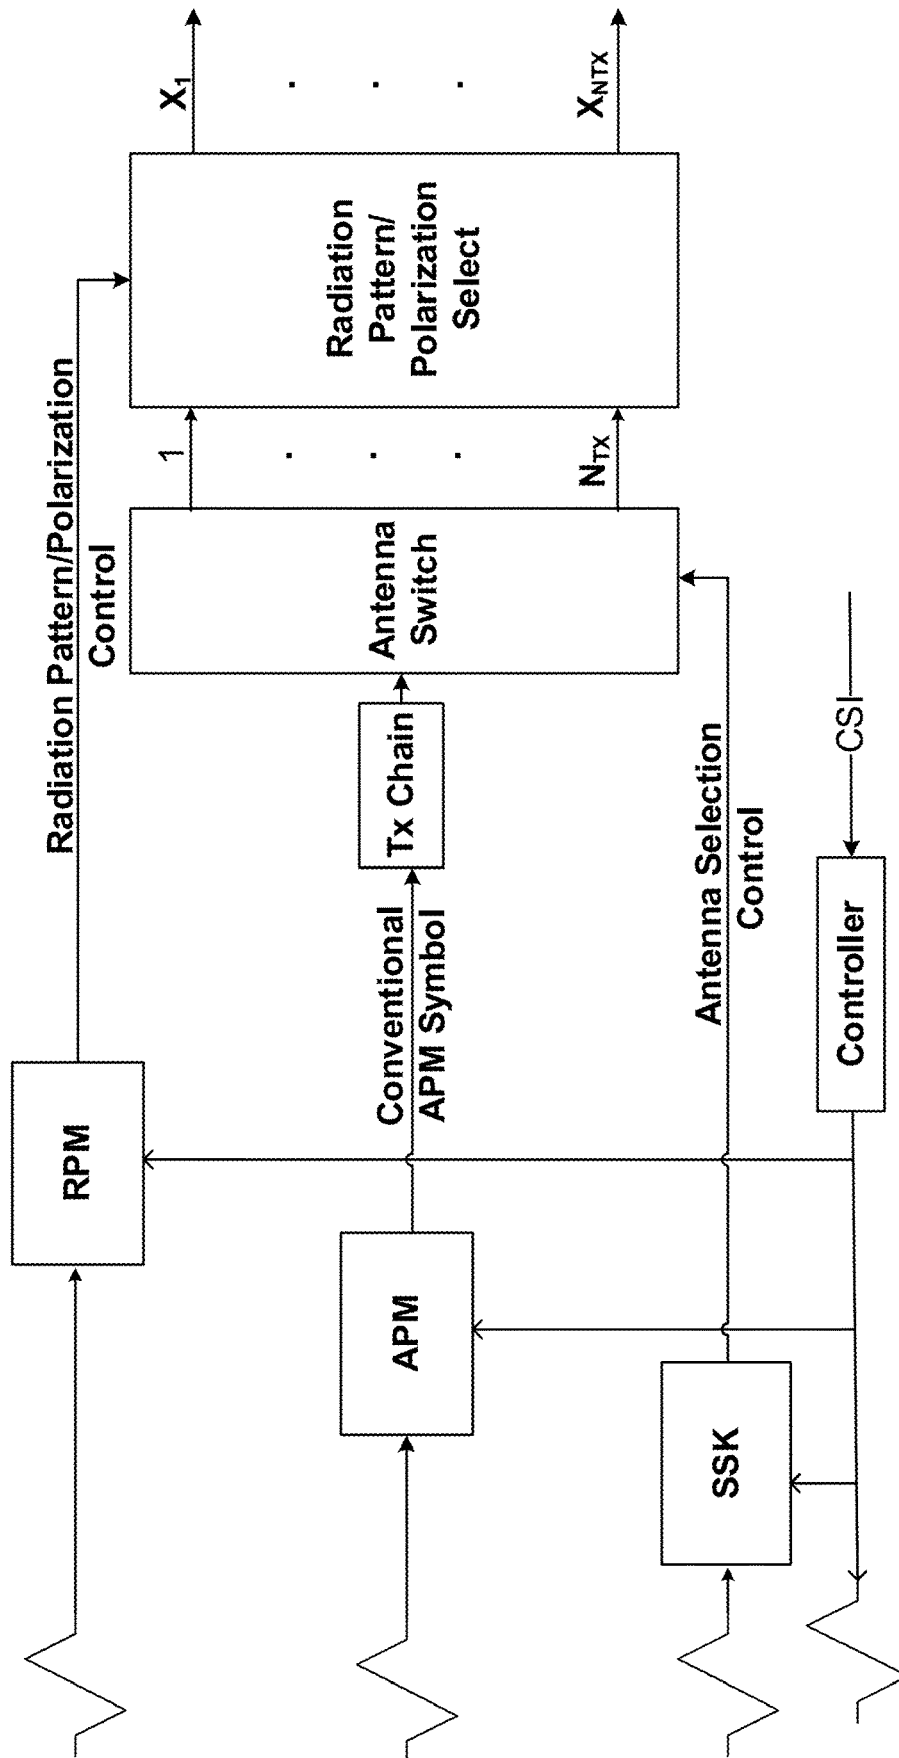 RPM
Radiation Pattern/Polarization
Control
X1
APM
Conventional
APM Symbol
Tx Chain
Antenna
Switch
1
NTX
Radiation
Pattern/
Polarization
Select
XNTX
SSK
Antenna Selection
Control
Controller
CSI